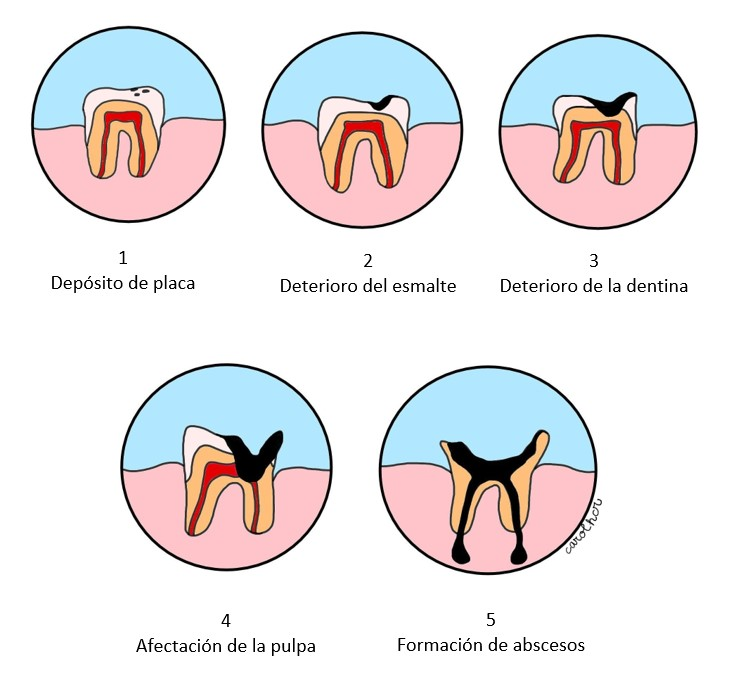 1
Depósito de placa
2
Deterioro del esmalte
3
Deterioro de la dentina
4
Afectación de la pulpa
5
Formación de abscesos
carothor